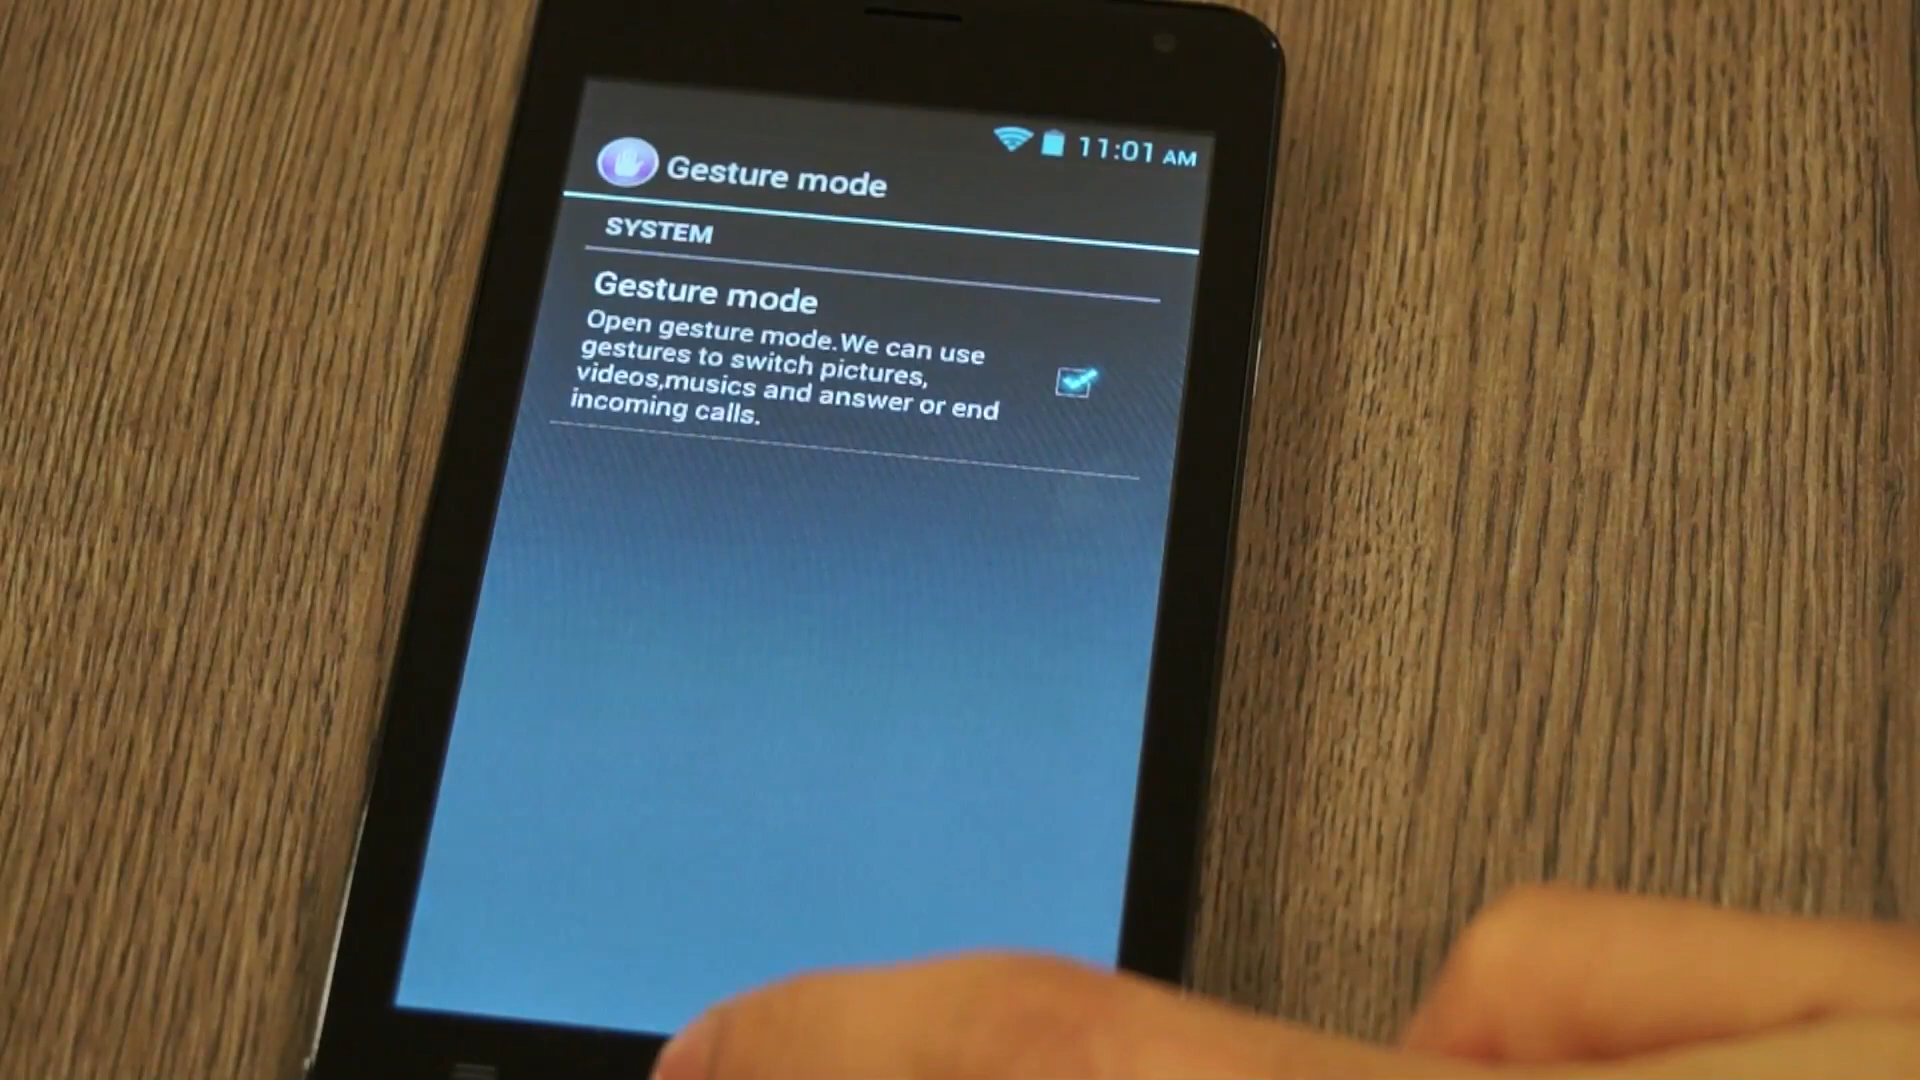 11:01 AM
Gesture mode
SYSTEM
Gesture mode
Open gesture mode.We can use
gestures to switch pictures,
videos,musics and answer or end
incoming calls.